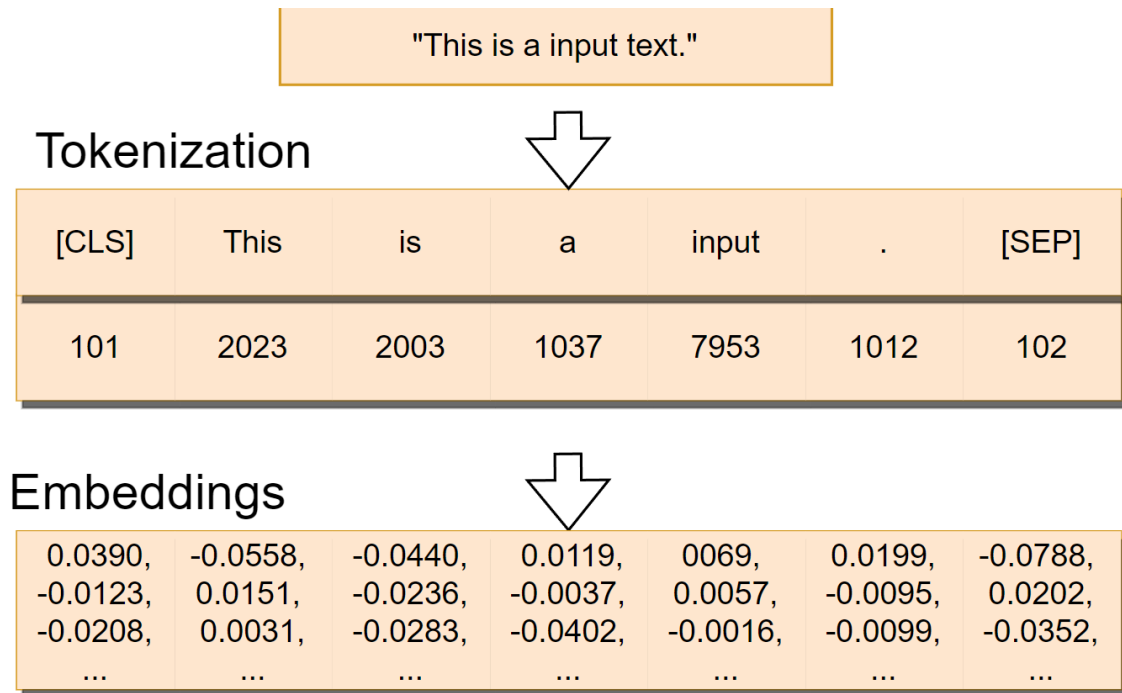 "This is a input text."
Tokenization
[CLS] This is a input . [SEP]
101 2023 2003 1037 7953 1012 102
Embeddings
0.0390, -0.0558, -0.0440, 0.0119, 0069, 0.0199, -0.0788,
-0.0123, 0.0151, -0.0236, -0.0037, 0.0057, -0.0095, 0.0202,
-0.0208, 0.0031, -0.0283, -0.0402, -0.0016, -0.0099, -0.0352,
... ... ... ... ... ... ...